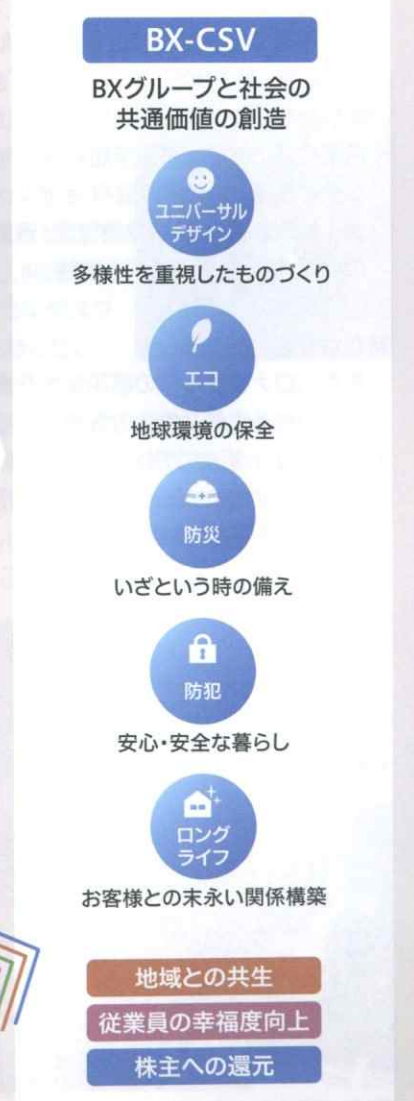 BX-CSV
BXグループと社会の
共通価値の創造
ユニバーサル
デザイン
多様性を重視したものづくり
エコ
地球環境の保全
防災
いざという時の備え
防犯
安心・安全な暮らし
ロング
ライフ
お客様との末永い関係構築
地域との共生
従業員の幸福度向上
株主への還元